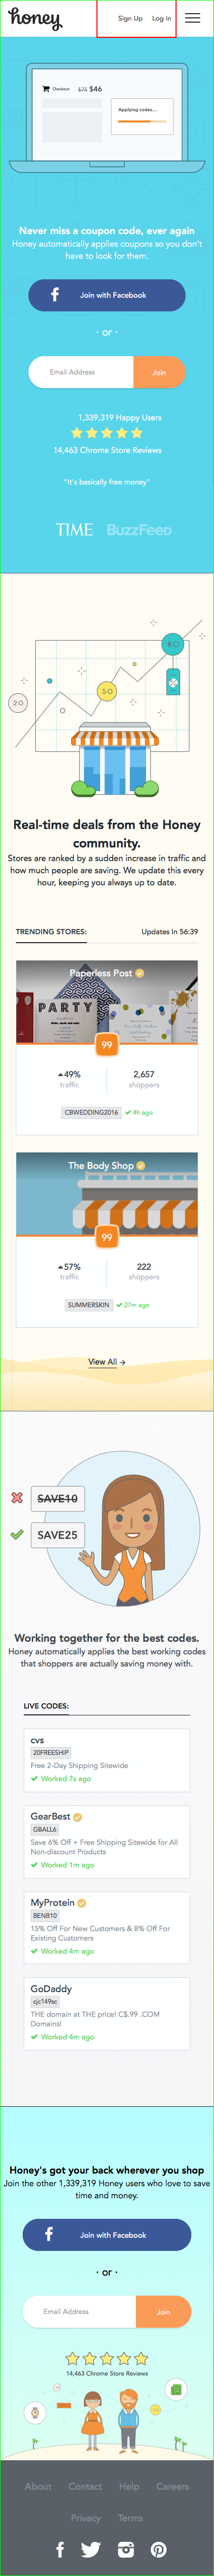 honey
Sign Up Log in
Checkout $75 $46
Applying codes...
Never miss a coupon code, ever again
Honey automatically applies coupons so you don't
have to look for them.
Join with Facebook
· or ·
Email Address
Join
1,339,319 Happy Users
14,463 Chrome Store Reviews
"It's basically free money"
TIME BuzzFeed
80
50
20
Real-time deals from the Honey
community.
Stores are ranked by a sudden increase in traffic and
how much people are saving. We update this every
hour, keeping you always up to date.
TRENDING STORES: Updates In 56:39
Paperless Post
PARTY
99
49% 2,657
traffic shoppers
CBWEDDING2016 4h ago
The Body Shop
99
57% 222
traffic shoppers
SUMMERSKIN 27m ago
View All →
SAVE10
SAVE25
Working together for the best codes.
Honey automatically applies the best working codes
that shoppers are actually saving money with.
LIVE CODES:
CVS
20FREESHIP
Free 2-Day Shipping Sitewide
Worked 7s ago
GearBest
GBALL6
Save 6% Off + Free Shipping Sitewide for All
Non-discount Products
Worked 1m ago
MyProtein
BENB10
15% Off For New Customers & 8% Off For
Existing Customers
Worked 4m ago
GoDaddy
cjc149sc
THE domain at THE price! C$.99 .COM
Domains!
Worked 4m ago
Honey's got your back wherever you shop
Join the other 1,339,319 Honey users who love to save
time and money.
Join with Facebook
· or ·
Email Address
Join
14,463 Chrome Store Reviews
About Contact Help Careers
Privacy Terms